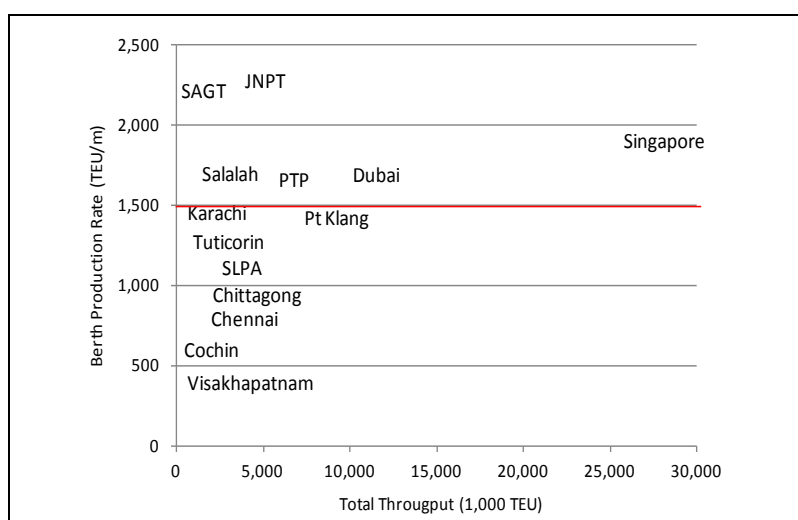 2,500
JNPT
SAGT
2,000
Singapore
Salalah
PTP
Dubai
1,500
Karachi
Pt Klang
Tuticorin
SLPA
1,000
Chittagong
Chennai
Cochin
500
Visakhapatnam
0
0 5,000 10,000 15,000 20,000 25,000 30,000
Berth Production Rate (TEU/m)
Total Througput (1,000 TEU)